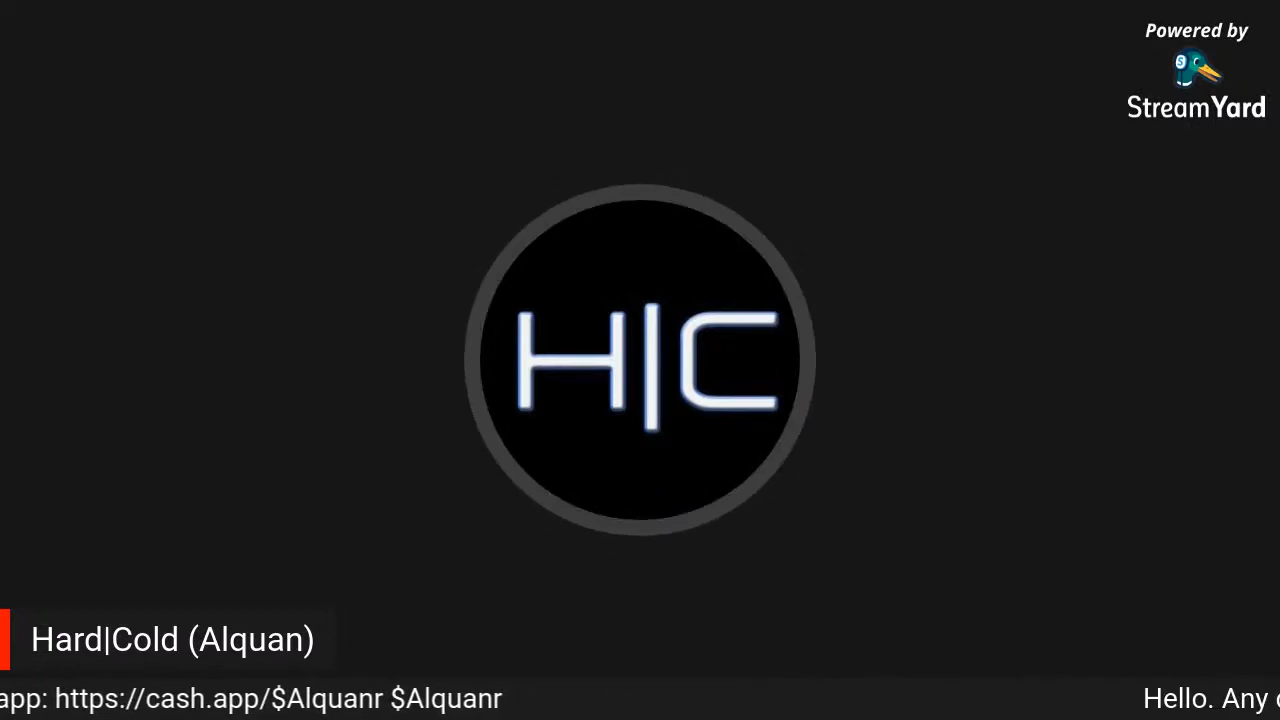 Powered by
StreamYard
H|C
Hard|Cold (Alquan)
app: https://cash.app/$Alquanr $Alquanr
Hello. Any